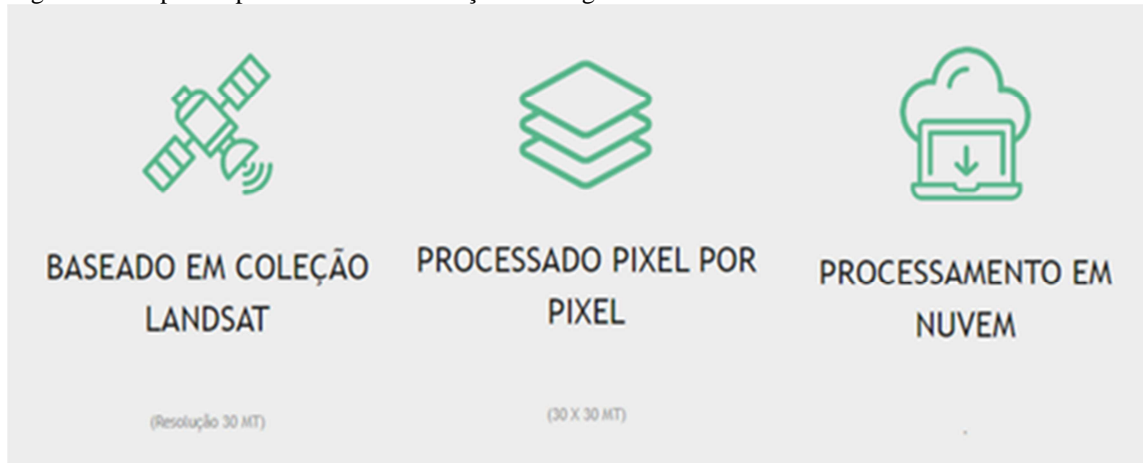 BASEADO EM COLEÇÃO
LANDSAT
(Resolução 30 MT)
PROCESSADO PIXEL POR
PIXEL
(30 X 30 MT)
PROCESSAMENTO EM
NUVEM
.